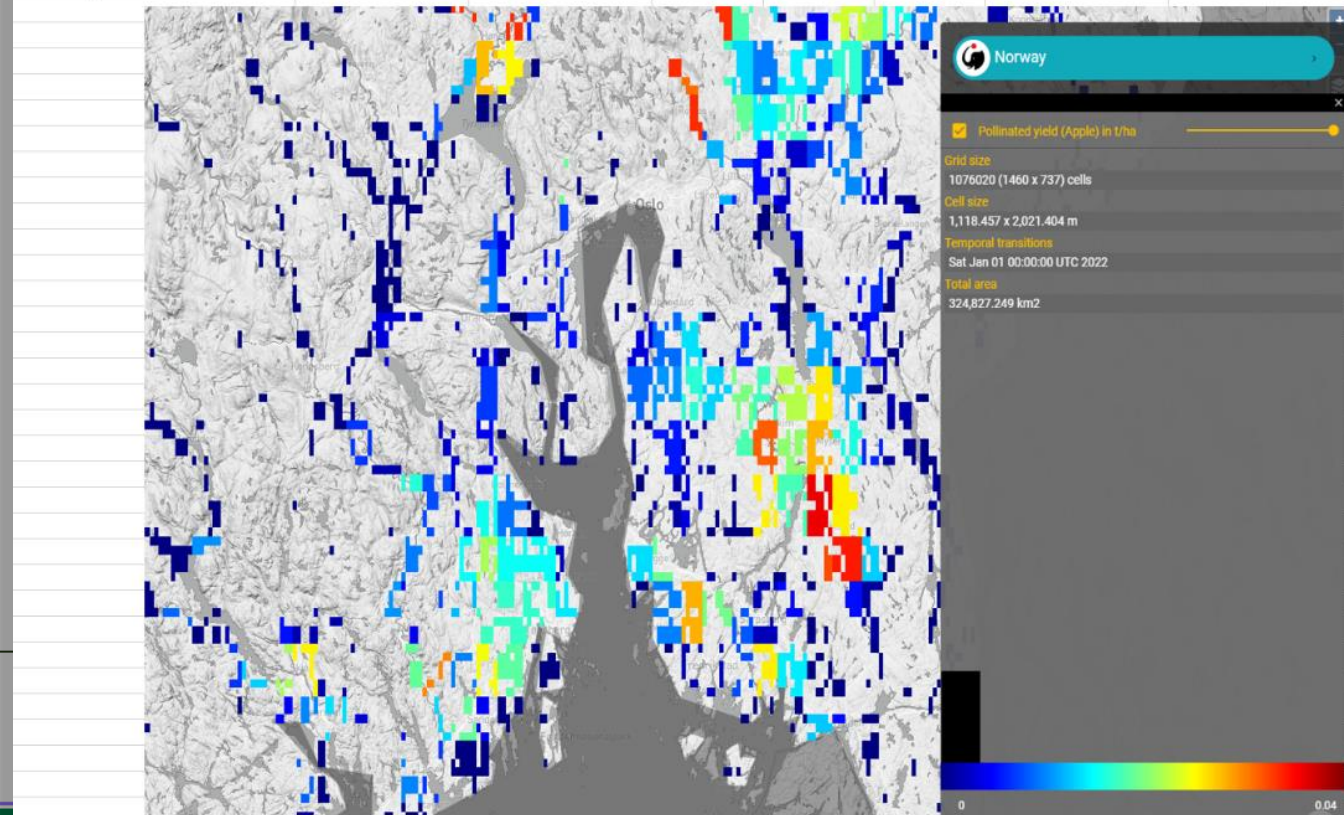 Norway
Pollinated yield (Apple) in t/ha
Grid size
1076020 (1460 x 737) cells
Cell size
1,118.457 x 2,021.404 m
Temporal transitions
Sat Jan 01 00:00:00 UTC 2022
Total area
324,827.249 km2
Oslo
0
0.04